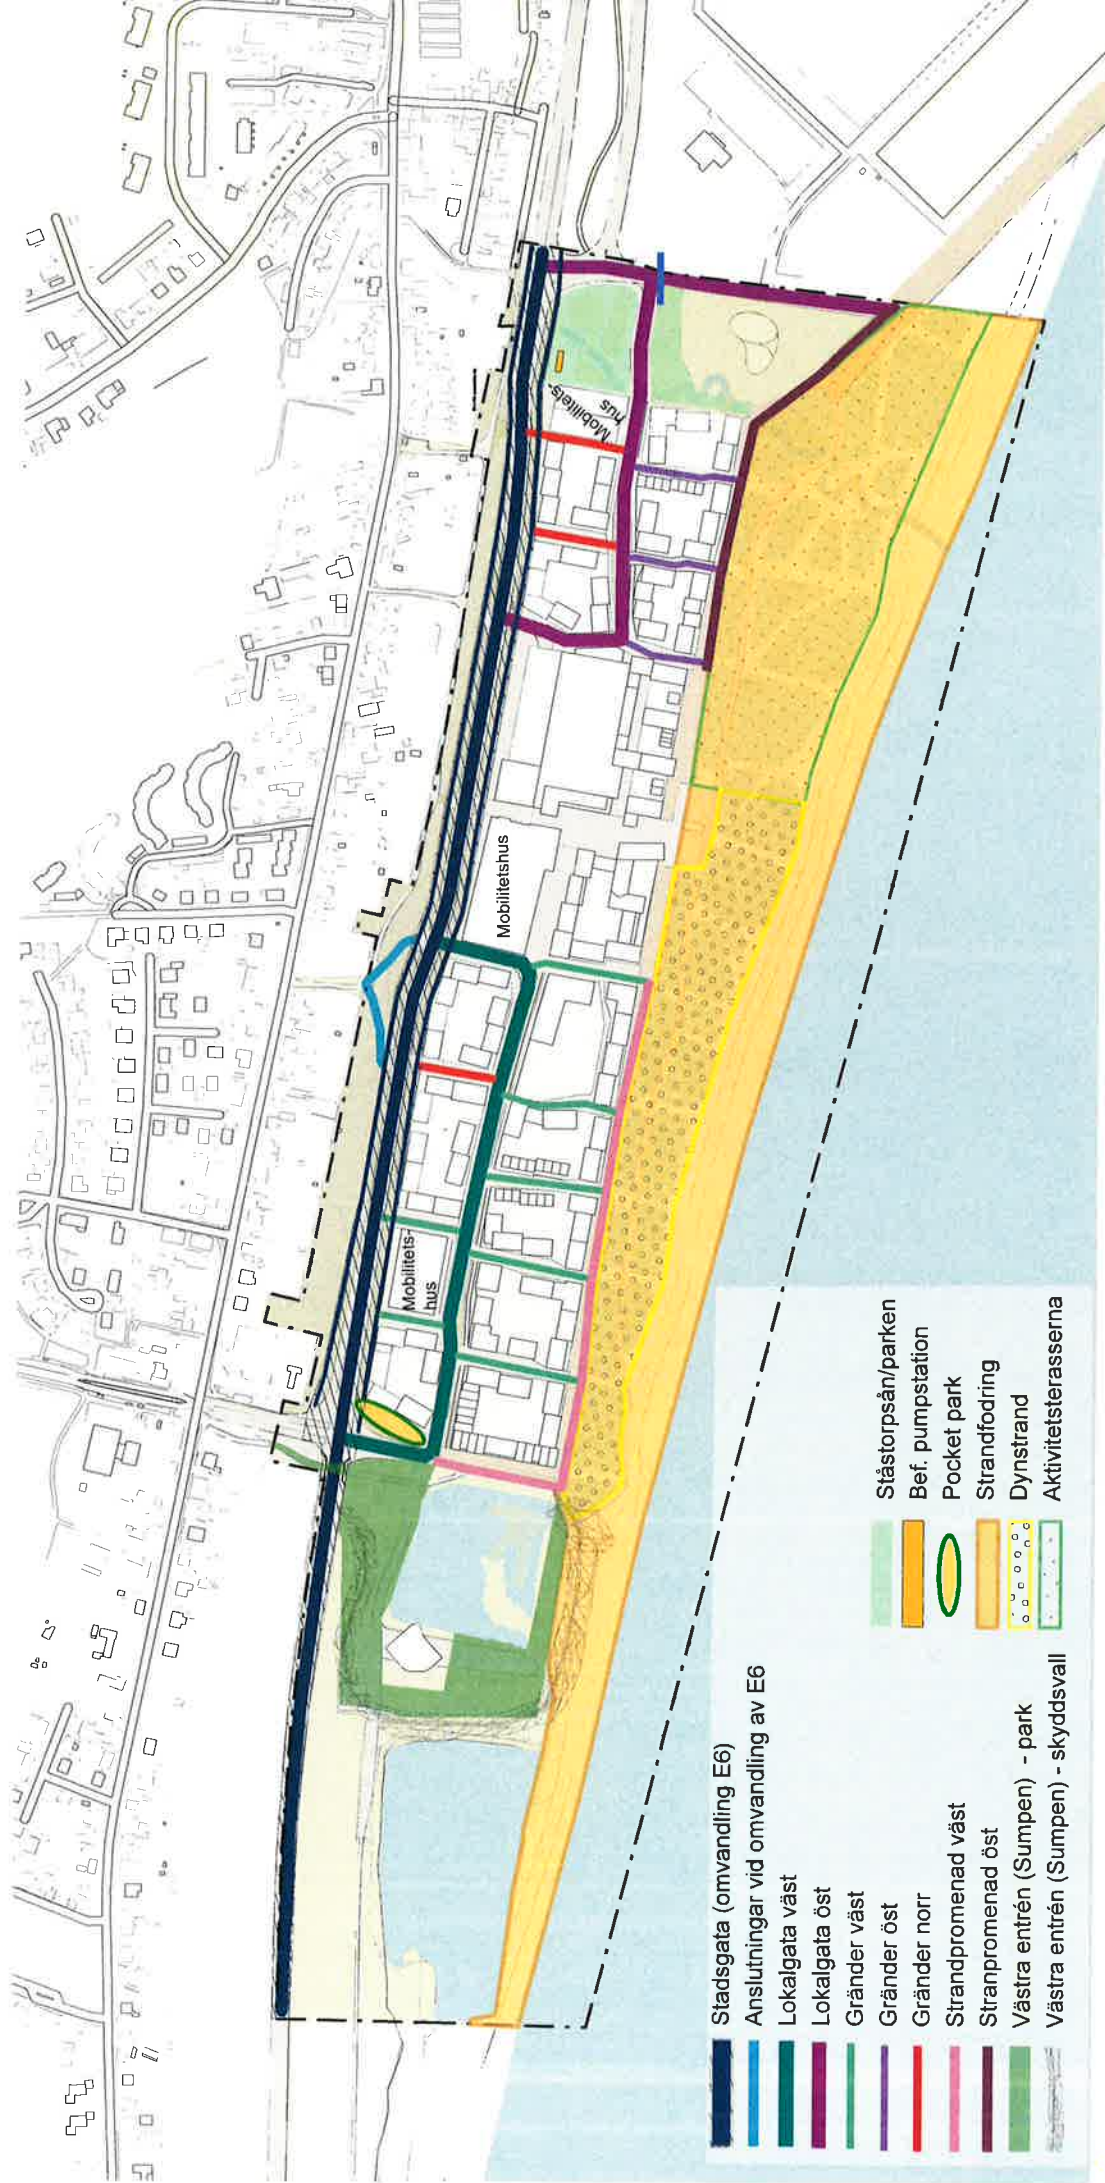 Mobilitets-
hus
Mobilitetshus
Mobilitets-
hus
Stadsgata (omvandling E6)
Anslutningar vid omvandling av E6
Lokalgata väst
Lokalgata öst
Gränder väst
Gränder öst
Gränder norr
Strandpromenad väst
Stranpromenad öst
Västra entrén (Sumpen) - park
Västra entrén (Sumpen) - skyddsvall
Ståstorpsån/parken
Bef. pumpstation
Pocket park
Strandfodring
Dynstrand
Aktivitetsterasserna